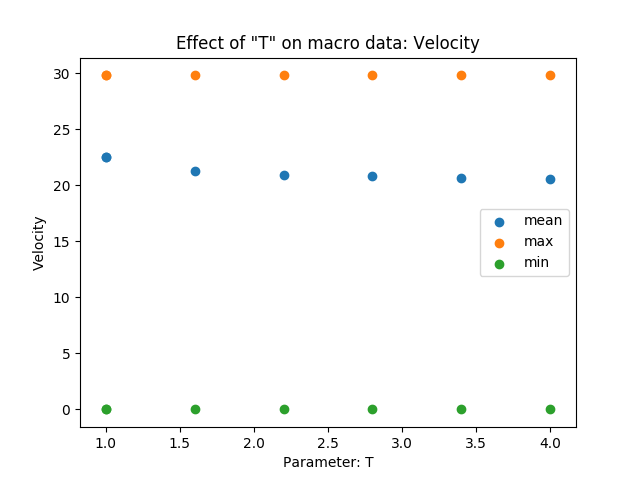 Effect of "T" on macro data: Velocity
30
25
20
15
10
5
0
Velocity
mean
max
min
1.0 1.5 2.0 2.5 3.0 3.5 4.0
Parameter: T